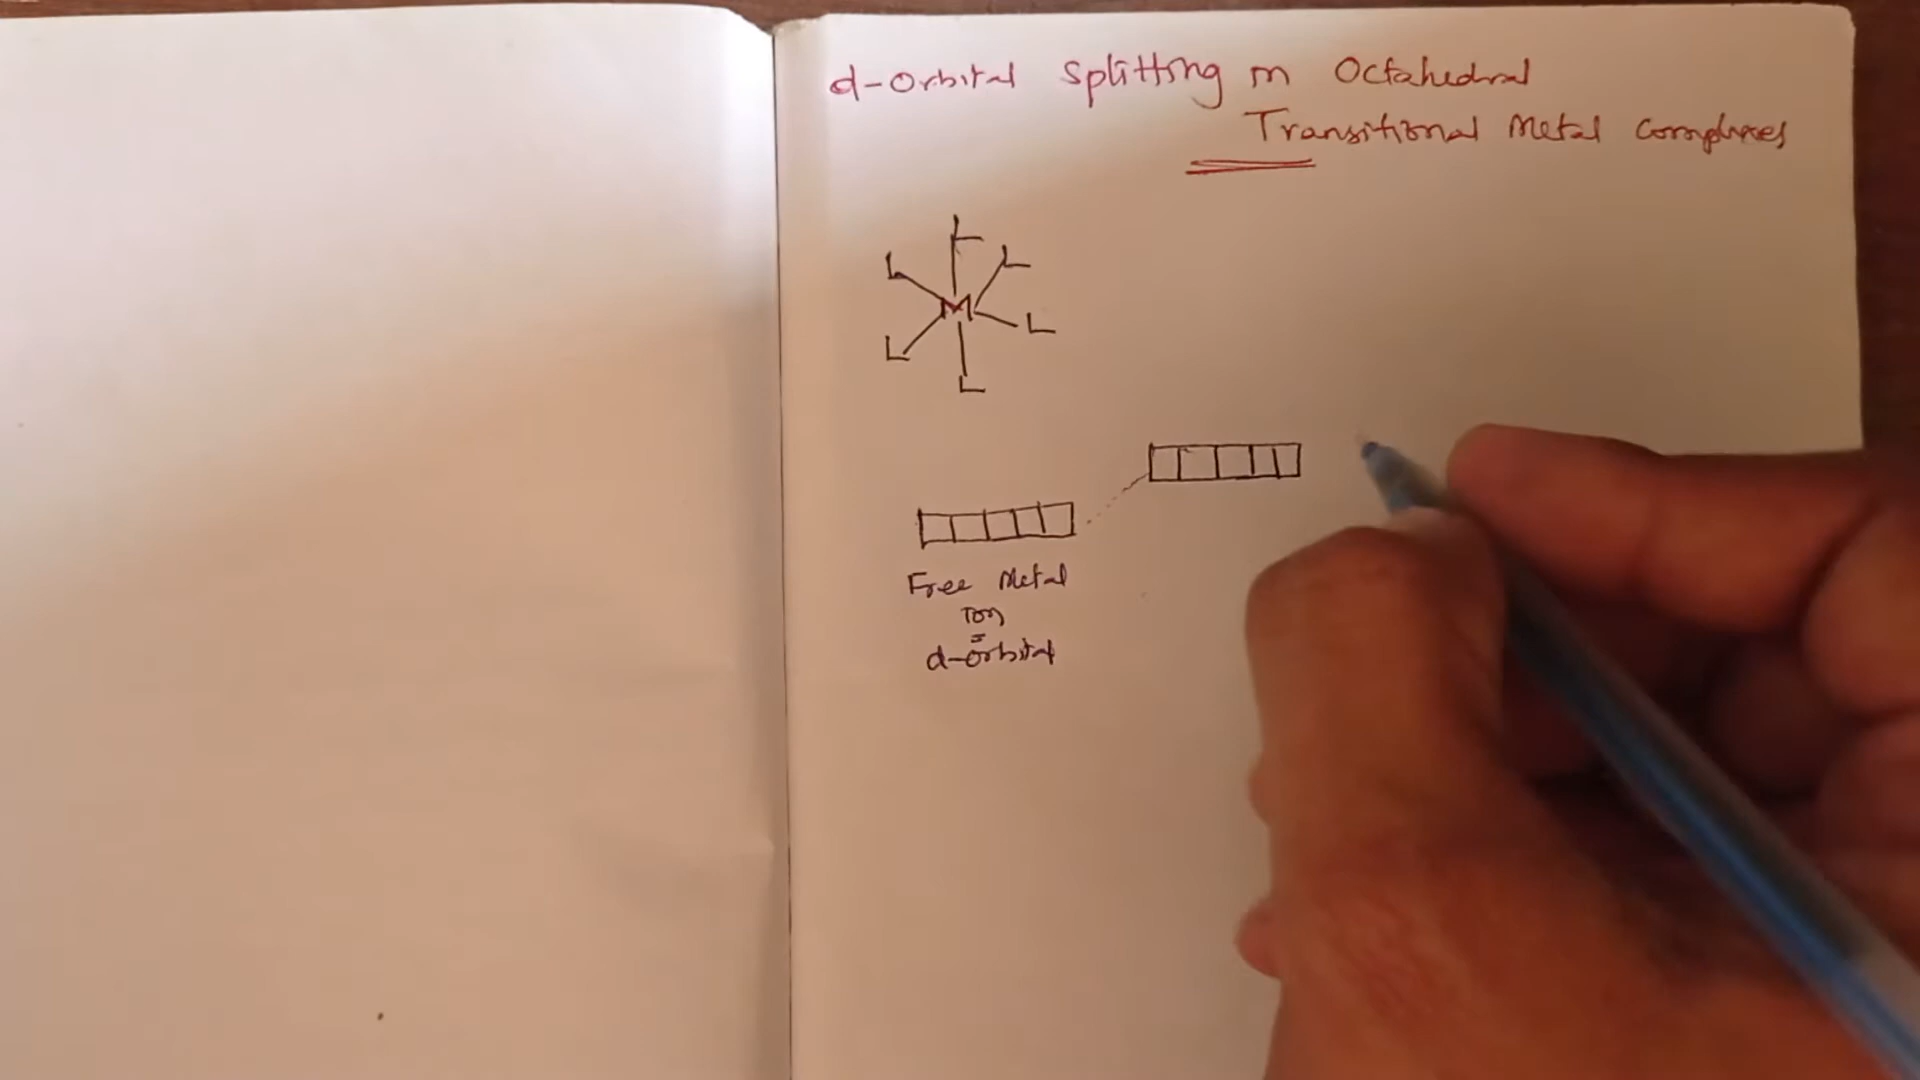 d-Orbital Splitting in Octahedral
Transitional Metal Complexes
L
L
L
M
L
L
L
Free Metal
Ion
d-orbital